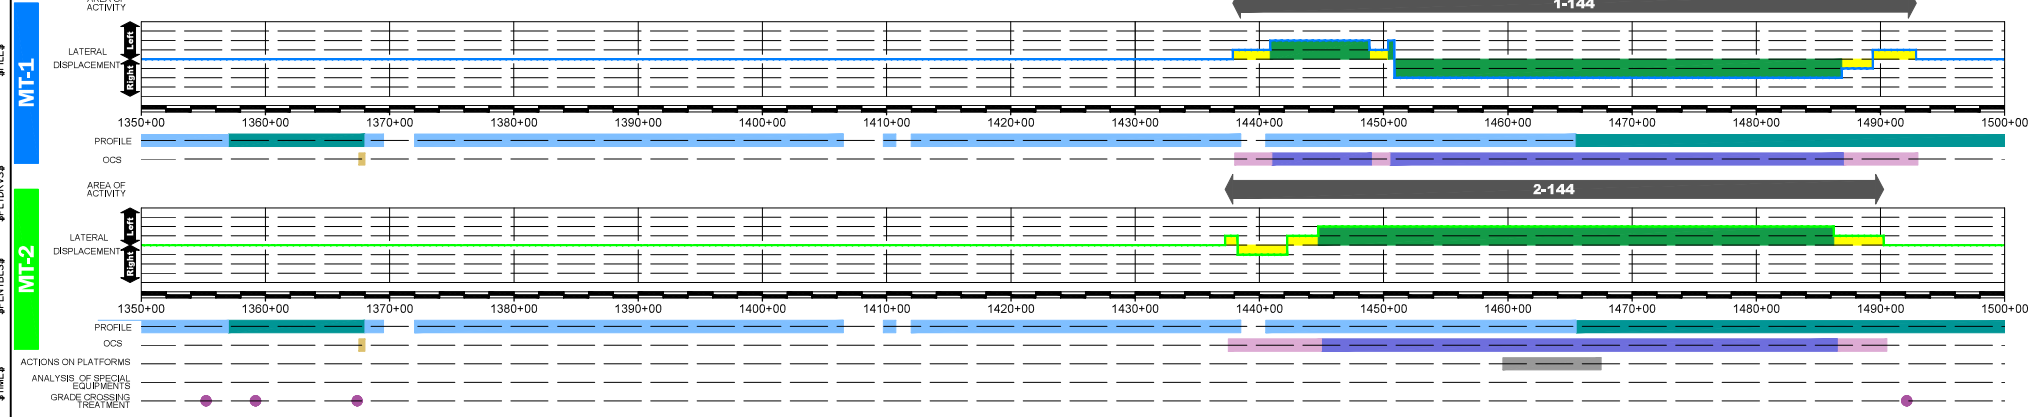 1-144
MT-1
Left
Right
LATERAL
DISPLACEMENT
1350+00 1360+00 1370+00 1380+00 1390+00 1400+00 1410+00 1420+00 1430+00 1440+00 1450+00 1460+00 1470+00 1480+00 1490+00 1500+00
PROFILE
OCS
AREA OF
ACTIVITY
2-144
MT-2
Left
Right
LATERAL
DISPLACEMENT
1350+00 1360+00 1370+00 1380+00 1390+00 1400+00 1410+00 1420+00 1430+00 1440+00 1450+00 1460+00 1470+00 1480+00 1490+00 1500+00
PROFILE
OCS
ACTIONS ON PLATFORMS
ANALYSIS OF SPECIAL
EQUIPMENTS
GRADE CROSSING
TREATMENT
ACTIVITY